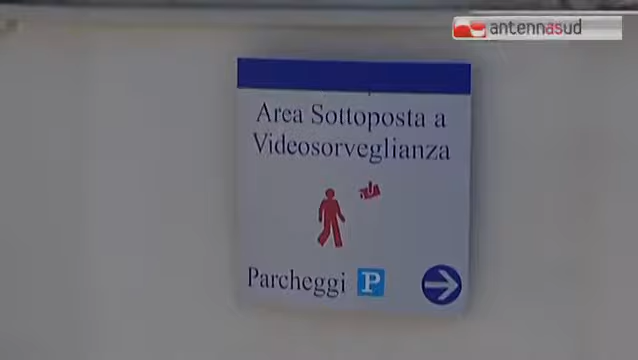 antennasud
Area Sottoposta a
Videosorveglianza
Parcheggi P